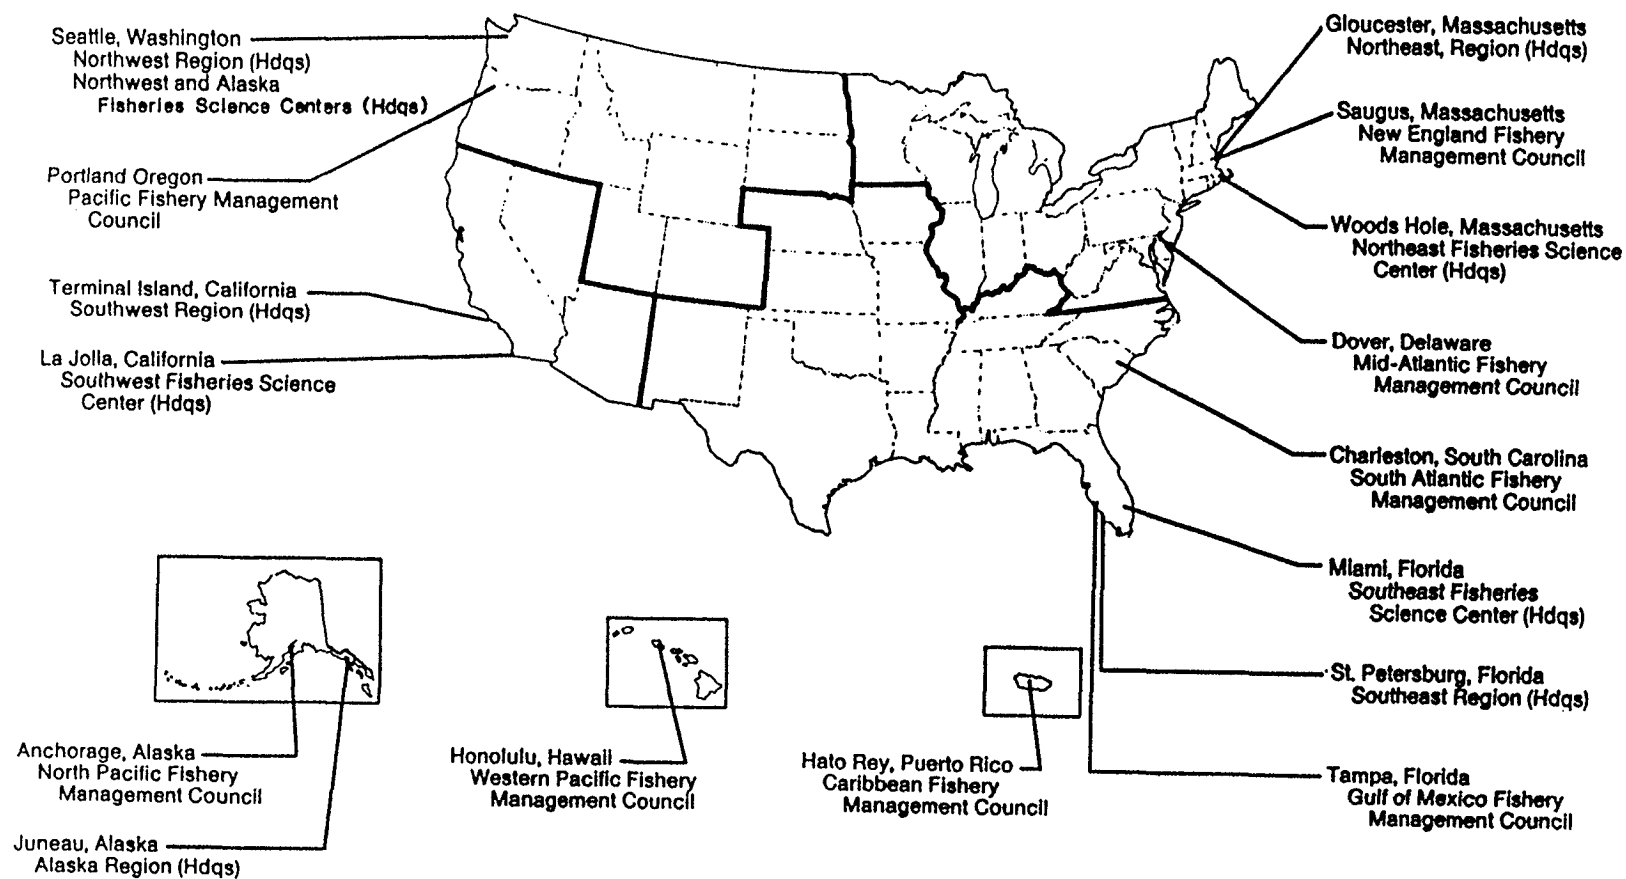 Seattle, Washington
Northwest Region (Hdqs)
Northwest and Alaska
Fisheries Science Centers (Hdqs)
Portland Oregon
Pacific Fishery Management
Council
Terminal Island, California
Southwest Region (Hdqs)
La Jolla, California
Southwest Fisheries Science
Center (Hdqs)
Gloucester, Massachusetts
Northeast, Region (Hdqs)
Saugus, Massachusetts
New England Fishery
Management Council
Woods Hole, Massachusetts
Northeast Fisheries Science
Center (Hdqs)
Dover, Delaware
Mid-Atlantic Fishery
Management Council
Charleston, South Carolina
South Atlantic Fishery
Management Council
Miami, Florida
Southeast Fisheries
Science Center (Hdqs)
St. Petersburg, Florida
Southeast Region (Hdqs)
Tampa, Florida
Gulf of Mexico Fishery
Management Council
Anchorage, Alaska
North Pacific Fishery
Management Council
Juneau, Alaska
Alaska Region (Hdqs)
Honolulu, Hawaii
Western Pacific Fishery
Management Council
Hato Rey, Puerto Rico
Caribbean Fishery
Management Council